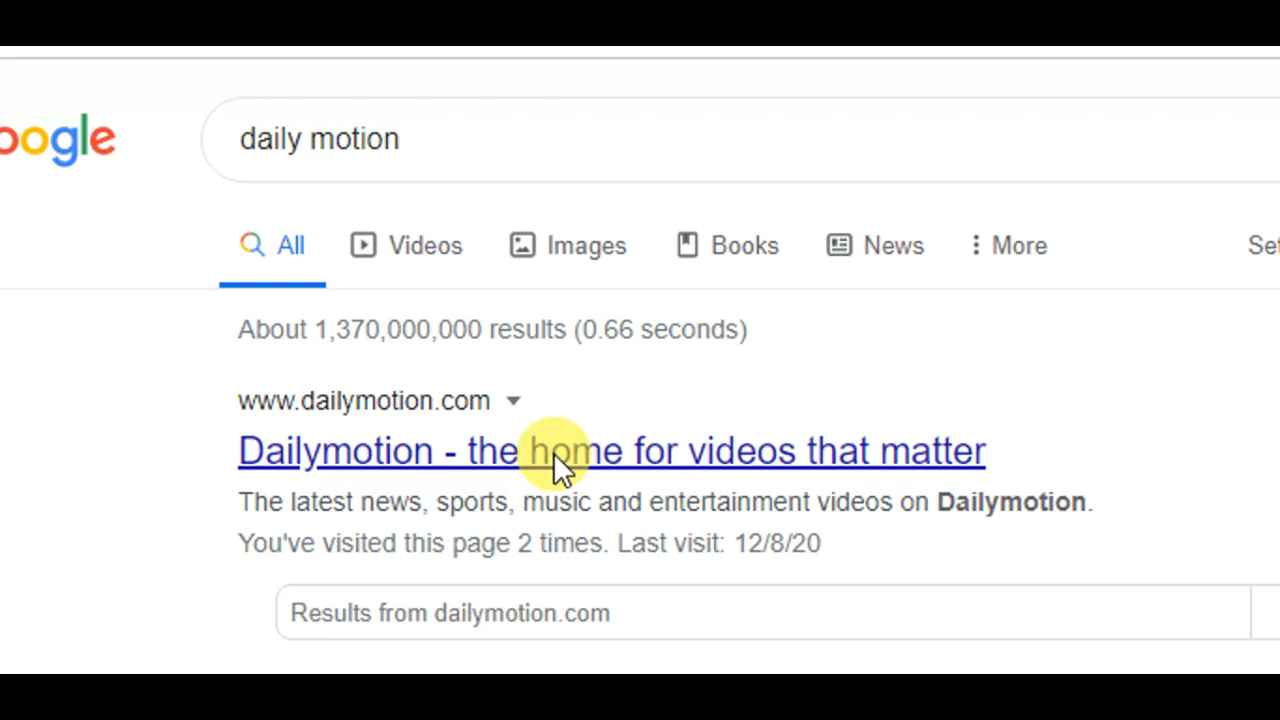 oogle
daily motion
All Videos Images Books News More Set
About 1,370,000,000 results (0.66 seconds)
www.dailymotion.com
Dailymotion - the home for videos that matter
The latest news, sports, music and entertainment videos on Dailymotion.
You've visited this page 2 times. Last visit: 12/8/20
Results from dailymotion.com